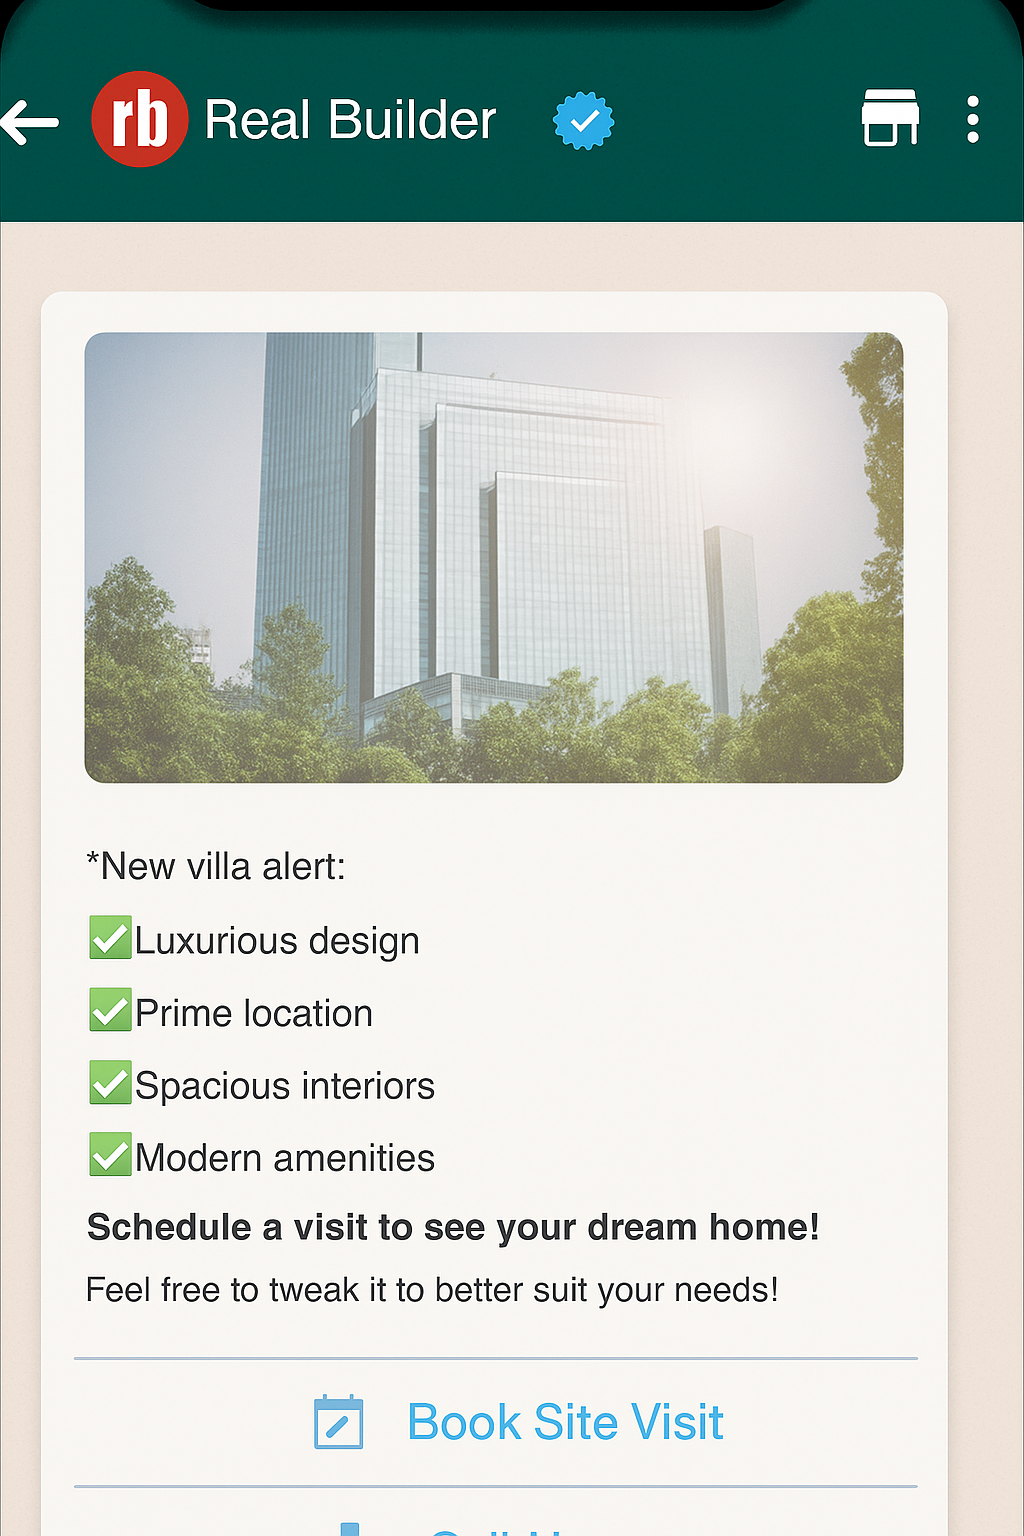 rb Real Builder
*New villa alert:
✅Luxurious design
✅Prime location
✅Spacious interiors
✅Modern amenities
Schedule a visit to see your dream home!
Feel free to tweak it to better suit your needs!
Book Site Visit